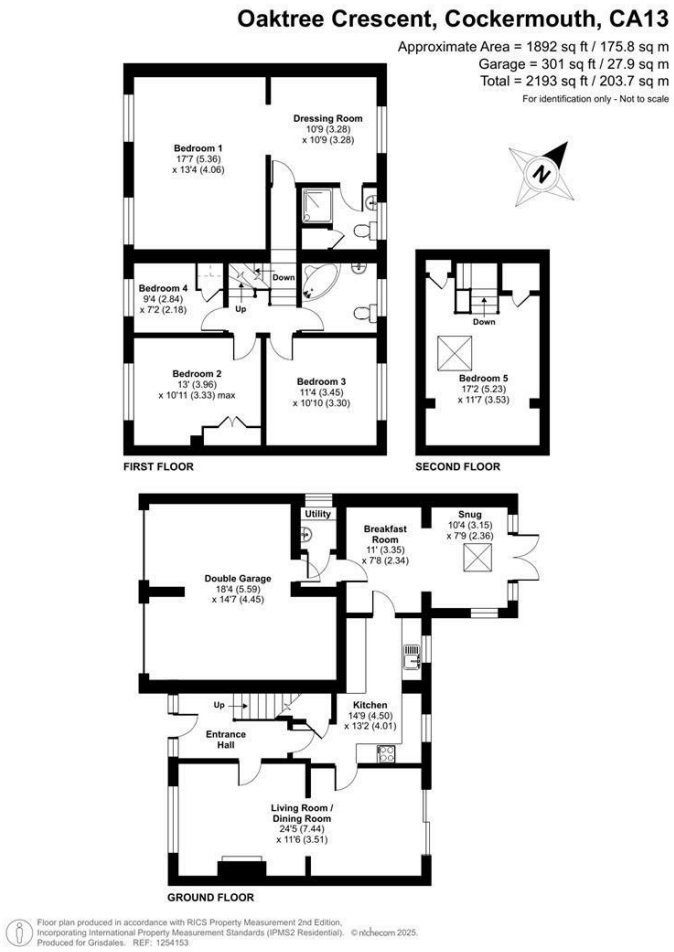 Oaktree Crescent, Cockermouth, CA13
Approximate Area = 1892 sq ft / 175.8 sq m
Garage = 301 sq ft / 27.9 sq m
Total = 2193 sq ft / 203.7 sq m
For identification only - Not to scale
N
Bedroom 1
17'7 (5.36)
x 13'4 (4.06)
Dressing Room
10'9 (3.28)
x 10'9 (3.28)
Down
Up
Bedroom 4
9'4 (2.84)
x 7'2 (2.18)
Bedroom 2
13' (3.96)
x 10'11 (3.33) max
Bedroom 3
11'4 (3.45)
x 10'10 (3.30)
FIRST FLOOR
Down
Bedroom 5
17'2 (5.23)
x 11'7 (3.53)
SECOND FLOOR
Utility
Breakfast
Room
11' (3.35)
x 7'8 (2.34)
Snug
10'4 (3.15)
x 7'9 (2.36)
Double Garage
18'4 (5.59)
x 14'7 (4.45)
Up
Entrance
Hall
Kitchen
14'9 (4.50)
x 13'2 (4.01)
Living Room /
Dining Room
24'5 (7.44)
x 11'6 (3.51)
GROUND FLOOR
Floor plan produced in accordance with RICS Property Measurement 2nd Edition,
Incorporating International Property Measurement Standards (IPMS2 Residential). © nichecom 2025.
Produced for Grisdales. REF: 1254153